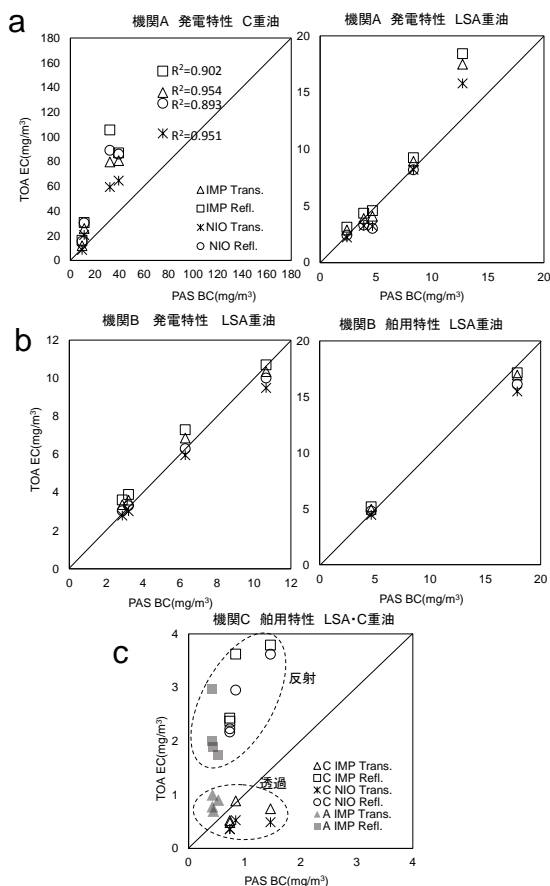 a
機関A 発電特性 C重油
180
160
140
120
100
80
60
40
20
0
TOA EC(mg/m³)
R²=0.902
R²=0.954
R²=0.893
R²=0.951
IMP Trans.
IMP Refl.
NIO Trans.
NIO Refl.
0 20 40 60 80 100 120 140 160 180
PAS BC(mg/m³)
機関A 発電特性 LSA重油
20
15
10
5
0
0 5 10 15 20
PAS BC(mg/m³)
b
機関B 発電特性 LSA重油
12
10
8
6
4
2
0
TOA EC(mg/m³)
0 2 4 6 8 10 12
PAS BC(mg/m³)
機関B 舶用特性 LSA重油
20
15
10
5
0
0 5 10 15 20
PAS BC(mg/m³)
機関C 舶用特性 LSA・C重油
c
4
3
2
1
0
TOA EC(mg/m³)
反射
透過
C IMP Trans.
C IMP Refl.
C NIO Trans.
C NIO Refl.
A IMP Trans.
A IMP Refl.
0 1 2 3 4
PAS BC(mg/m³)